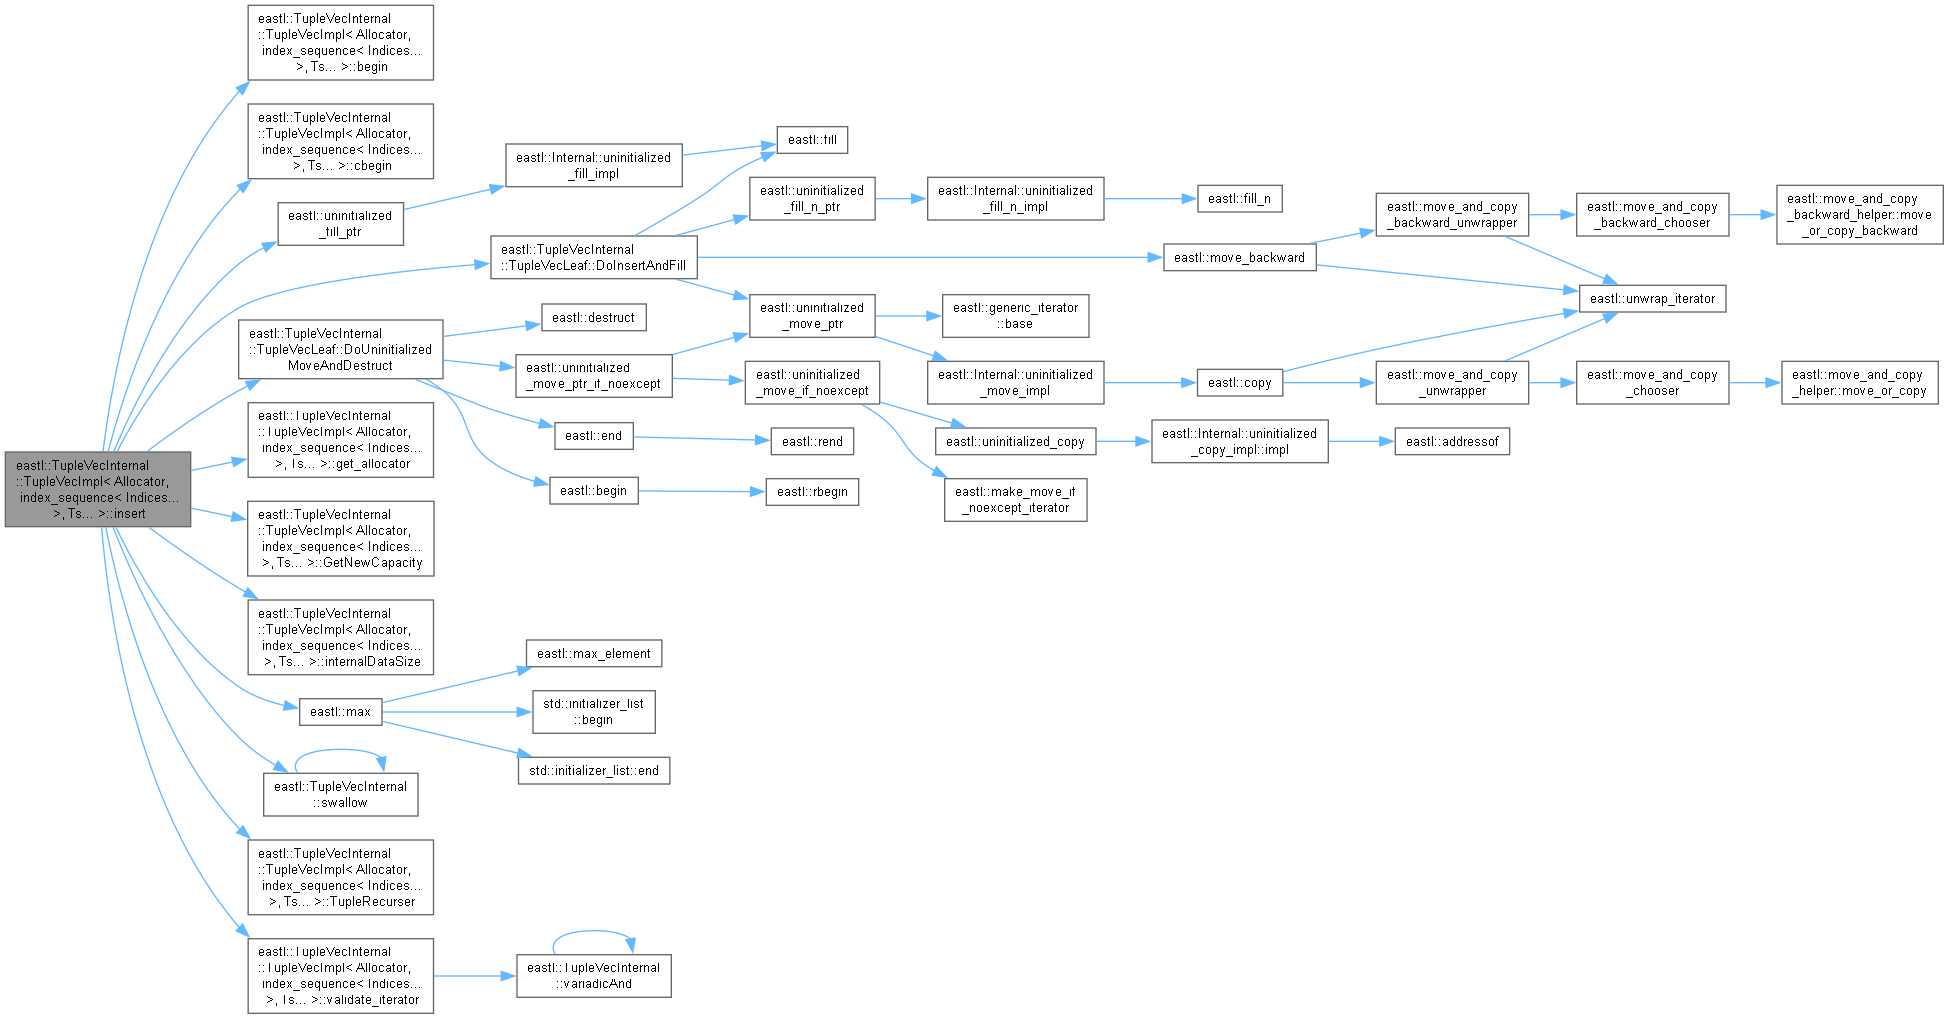 eastl::TupleVecInternal
::TupleVecImpl< Allocator,
index_sequence< Indices...
>, Ts... >::insert
eastl::TupleVecInternal
::TupleVecImpl< Allocator,
index_sequence< Indices...
>, Ts... >::begin
eastl::TupleVecInternal
::TupleVecImpl< Allocator,
index_sequence< Indices...
>, Ts... >::cbegin
eastl::uninitialized
_fill_ptr
eastl::Internal::uninitialized
_fill_impl
eastl::fill
eastl::TupleVecInternal
::TupleVecLeaf::DoInsertAndFill
eastl::uninitialized
_fill_n_ptr
eastl::Internal::uninitialized
_fill_n_impl
eastl::fill_n
eastl::move_backward
eastl::move_and_copy
_backward_unwrapper
eastl::move_and_copy
_backward_chooser
eastl::move_and_copy
_backward_helper::move
_or_copy_backward
eastl::unwrap_iterator
eastl::uninitialized
_move_ptr
eastl::generic_iterator
::base
eastl::Internal::uninitialized
_move_impl
eastl::copy
eastl::move_and_copy
_unwrapper
eastl::move_and_copy
_chooser
eastl::move_and_copy
_helper::move_or_copy
eastl::TupleVecInternal
::TupleVecLeaf::DoUninitialized
MoveAndDestruct
eastl::destruct
eastl::uninitialized
_move_ptr_if_noexcept
eastl::uninitialized
_move_if_noexcept
eastl::uninitialized_copy
eastl::Internal::uninitialized
_copy_impl::impl
eastl::addressof
eastl::make_move_if
_noexcept_iterator
eastl::end
eastl::rend
eastl::begin
eastl::rbegin
eastl::TupleVecInternal
::TupleVecImpl< Allocator,
index_sequence< Indices...
>, Ts... >::get_allocator
eastl::TupleVecInternal
::TupleVecImpl< Allocator,
index_sequence< Indices...
>, Ts... >::GetNewCapacity
eastl::TupleVecInternal
::TupleVecImpl< Allocator,
index_sequence< Indices...
>, Ts... >::internalDataSize
eastl::max
eastl::max_element
std::initializer_list
::begin
std::initializer_list::end
eastl::TupleVecInternal
::swallow
eastl::TupleVecInternal
::TupleVecImpl< Allocator,
index_sequence< Indices...
>, Ts... >::TupleRecurser
eastl::TupleVecInternal
::TupleVecImpl< Allocator,
index_sequence< Indices...
>, Ts... >::validate_iterator
eastl::TupleVecInternal
::variadicAnd